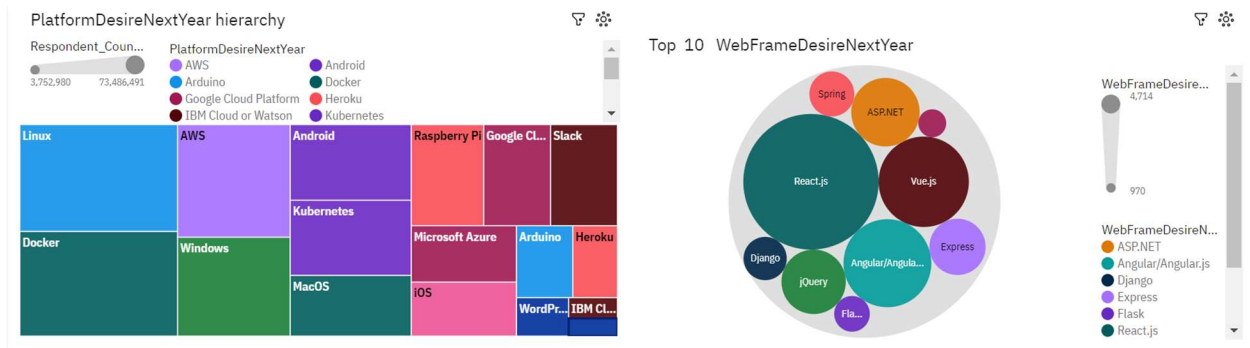 PlatformDesireNextYear hierarchy
Respondent_Coun...
3,752,980 73,486,491
PlatformDesireNextYear
AWS Android
Arduino Docker
Google Cloud Platform Heroku
IBM Cloud or Watson Kubernetes
Linux
AWS
Android
Raspberry Pi
Google Cl...
Slack
Kubernetes
Docker
Windows
Microsoft Azure
Arduino
Heroku
MacOS
iOS
WordPr...
IBM Cl...
Top 10 WebFrameDesireNextYear
Spring
ASP.NET
React.js
Vue.js
Express
Django
Angular/Angula...
jQuery
Fla...
WebFrameDesire...
4,714
970
WebFrameDesireN...
ASP.NET
Angular/Angular.js
Django
Express
Flask
React.js